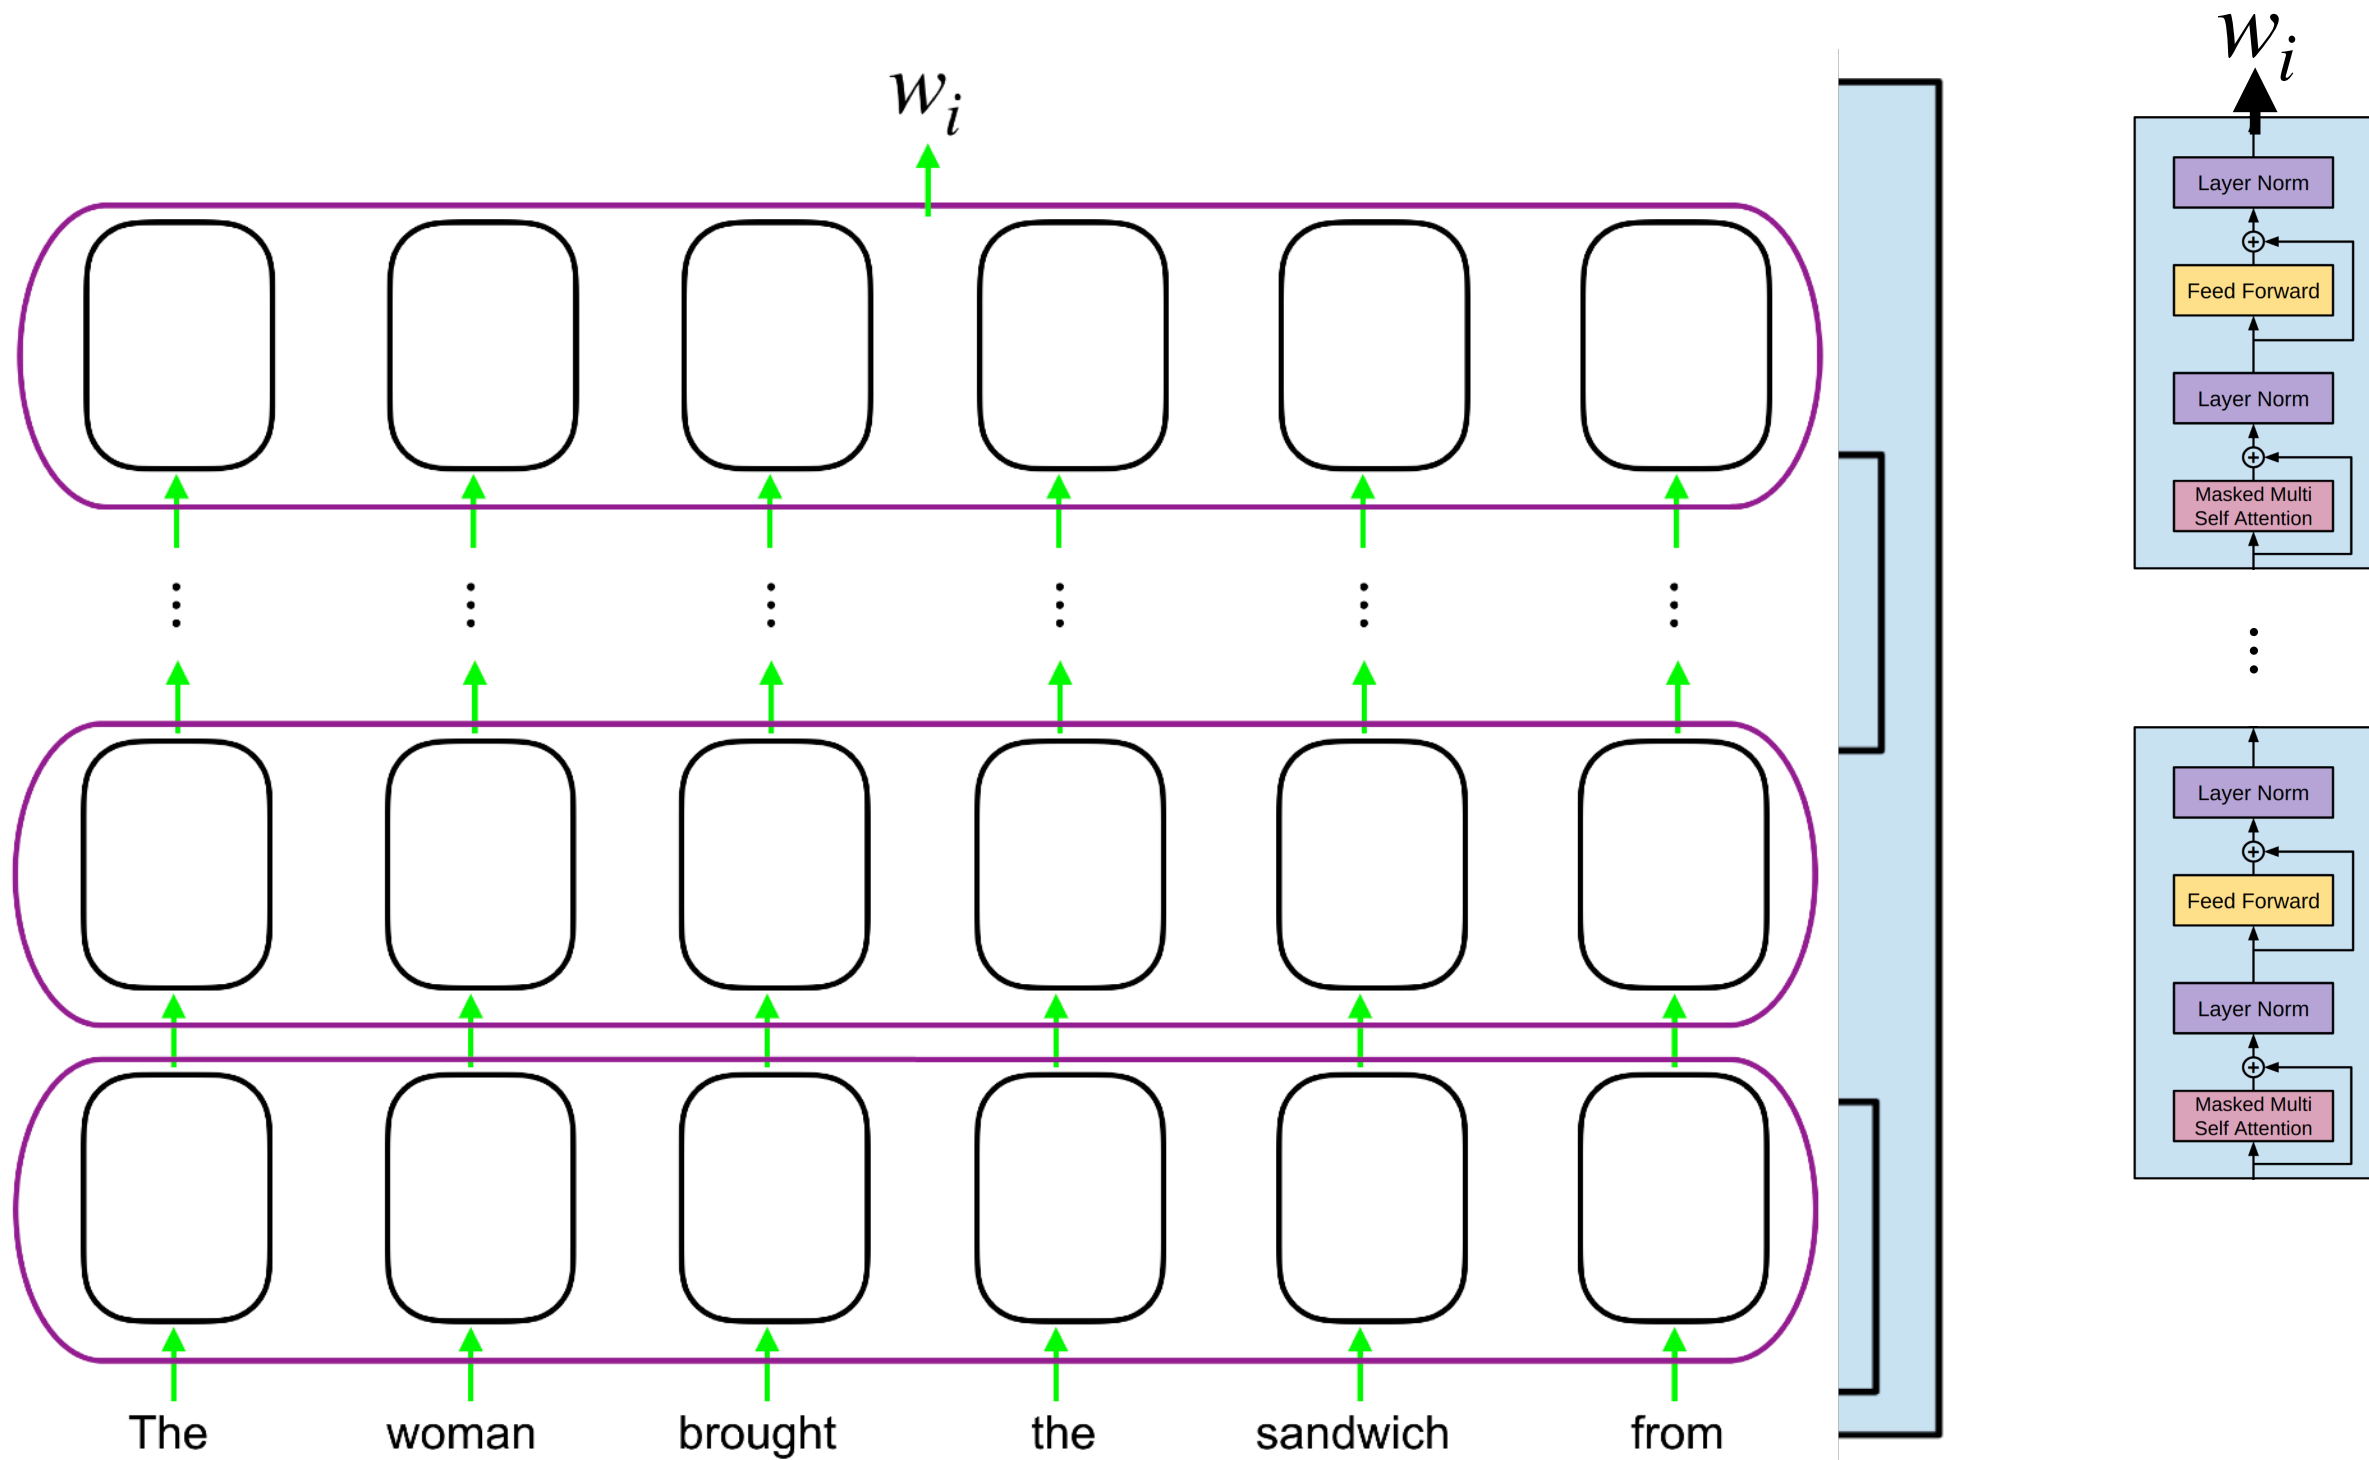 w_i
The woman brought the sandwich from
w_i
Layer Norm
Feed Forward
Layer Norm
Masked Multi
Self Attention
Layer Norm
Feed Forward
Layer Norm
Masked Multi
Self Attention